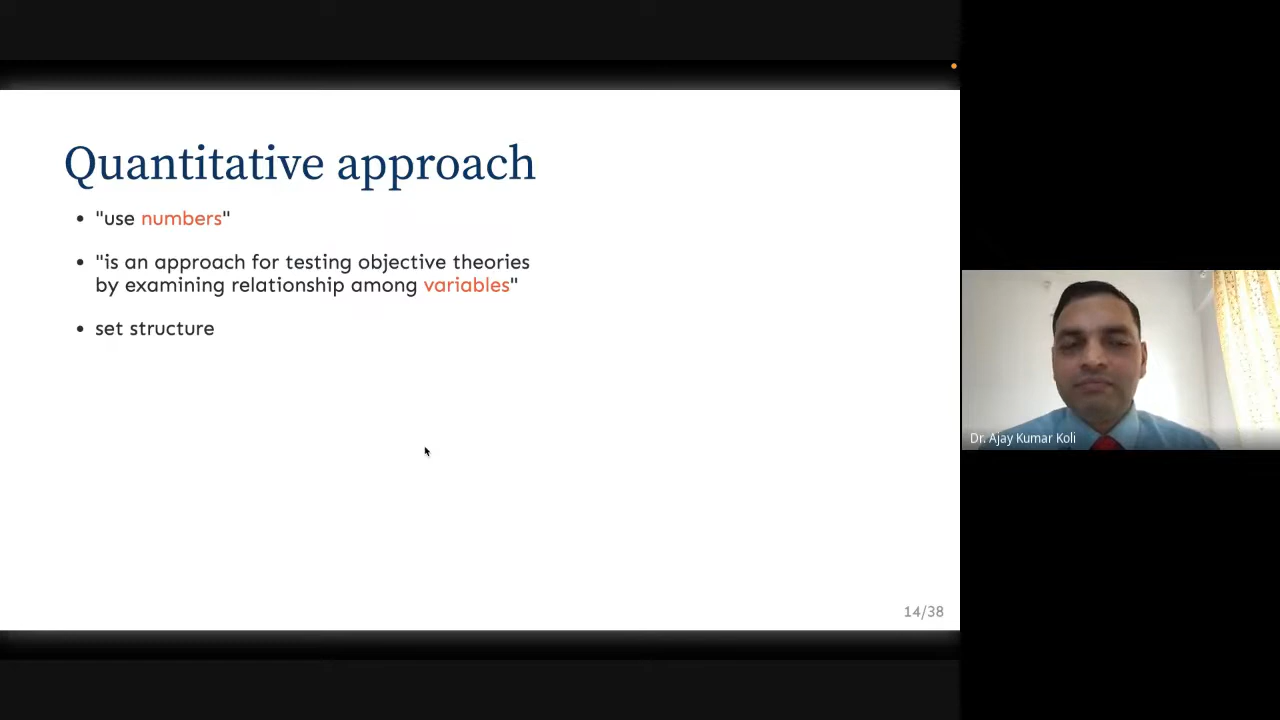 Quantitative approach
• "use numbers"
• "is an approach for testing objective theories
by examining relationship among variables"
• set structure
14/38
Dr. Ajay Kumar Koli